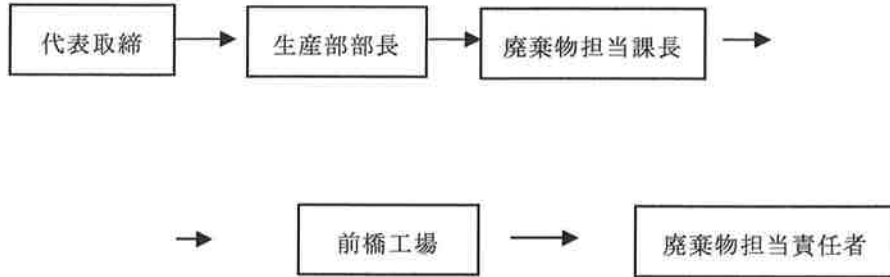 代表取締
生産部部長
廃棄物担当課長
前橋工場
廃棄物担当責任者